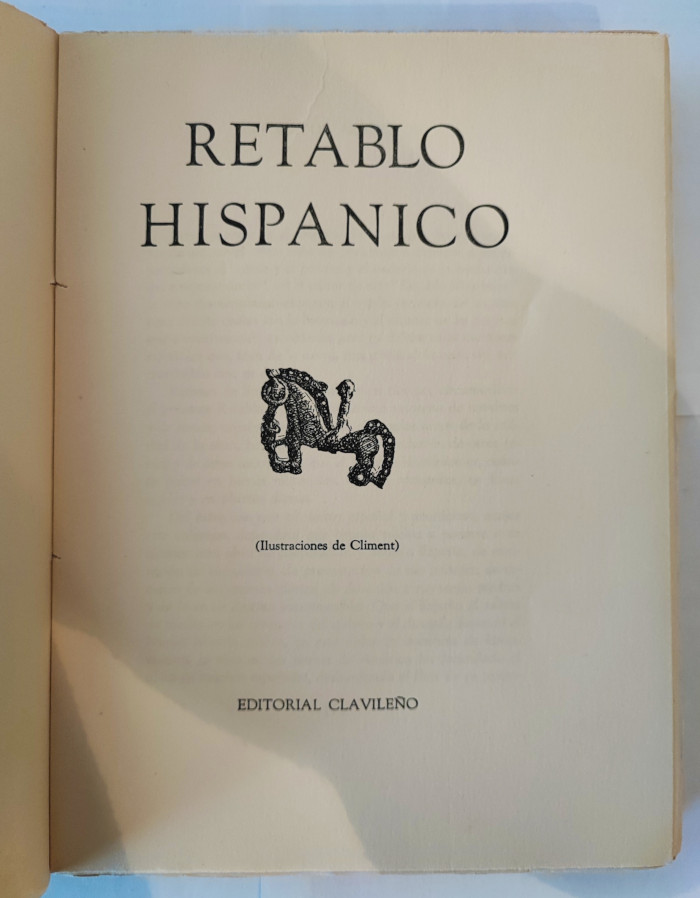 RETABLO
HISPANICO
(Ilustraciones de Climent)
EDITORIAL CLAVILEÑO